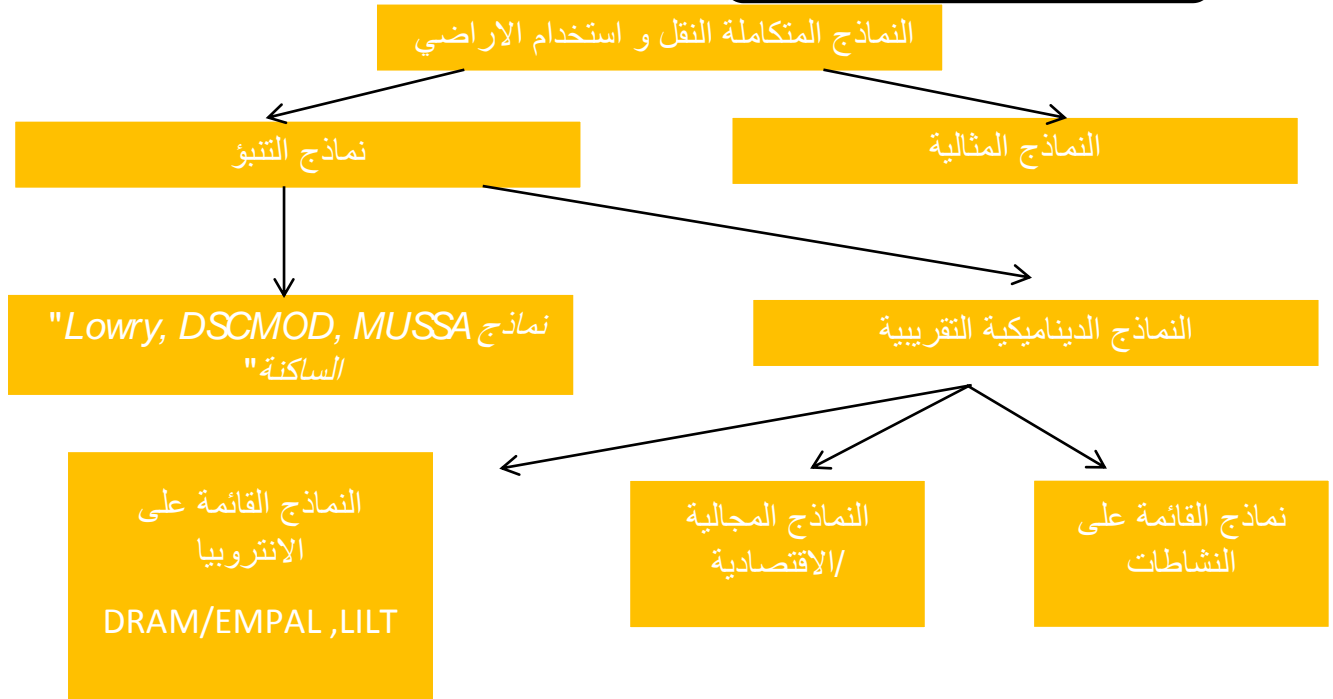 النماذج المتكاملة النقل و استخدام الاراضي
النماذج المثالية
نماذج التنبؤ
نماذج Lowry, DSCMOD, MUSSA"
الساكنة"
النماذج الديناميكية التقريبية
نماذج القائمة على
النشاطات
النماذج المجالية
/الاقتصادية
النماذج القائمة على
الانتروبيا
DRAM/EMPAL ,LILT